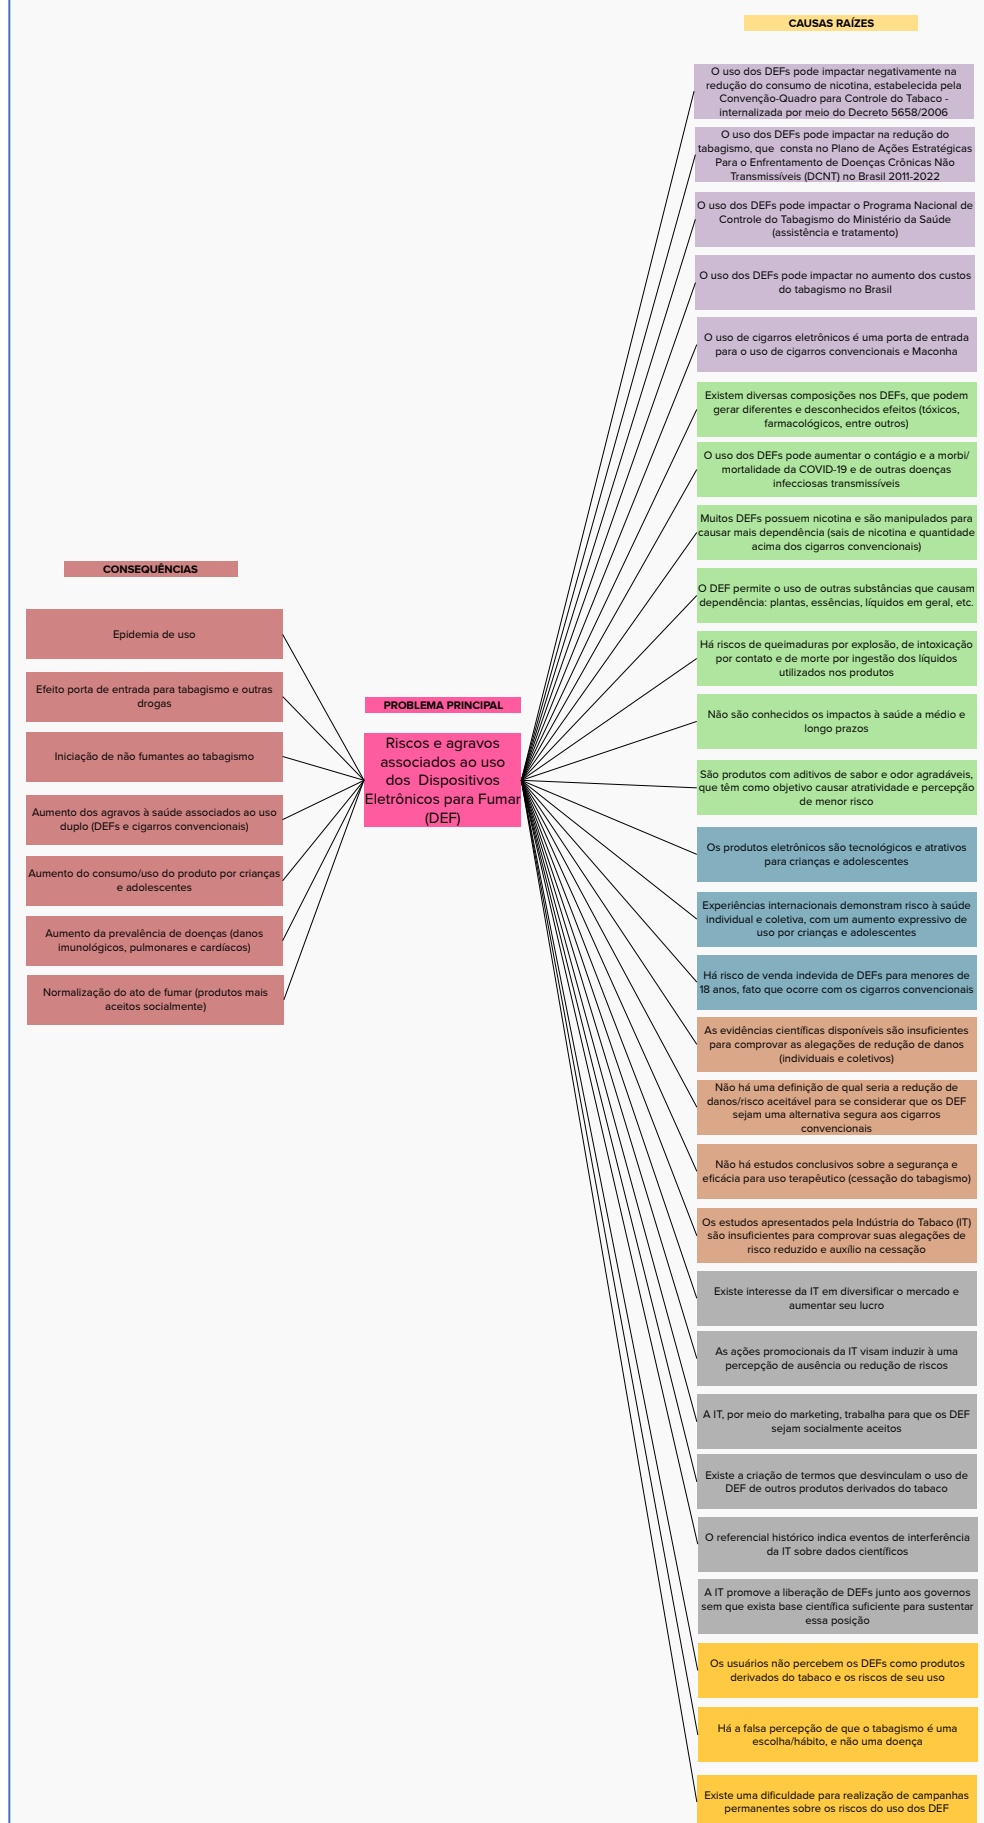 CAUSAS RAÍZES
O uso dos DEFs pode impactar negativamente na
redução do consumo de nicotina, estabelecida pela
Convenção-Quadro para Controle do Tabaco -
internalizada por meio do Decreto 5658/2006
O uso dos DEFs pode impactar na redução do
tabagismo, que  consta no Plano de Ações Estratégicas
Para o Enfrentamento de Doenças Crônicas Não
Transmissíveis (DCNT) no Brasil 2011-2022
O uso dos DEFs pode impactar o Programa Nacional de
Controle do Tabagismo do Ministério da Saúde
(assistência e tratamento)
O uso dos DEFs pode impactar no aumento dos custos
do tabagismo no Brasil
O uso de cigarros eletrônicos é uma porta de entrada
para o uso de cigarros convencionais e Maconha
Existem diversas composições nos DEFs, que podem
gerar diferentes e desconhecidos efeitos (tóxicos,
farmacológicos, entre outros)
O uso dos DEFs pode aumentar o contágio e a morbi/
mortalidade da COVID-19 e de outras doenças
infecciosas transmissíveis
Muitos DEFs possuem nicotina e são manipulados para
causar mais dependência (sais de nicotina e quantidade
acima dos cigarros convencionais)
O DEF permite o uso de outras substâncias que causam
dependência: plantas, essências, líquidos em geral, etc.
Há riscos de queimaduras por explosão, de intoxicação
por contato e de morte por ingestão dos líquidos
utilizados nos produtos
Não são conhecidos os impactos à saúde a médio e
longo prazos
São produtos com aditivos de sabor e odor agradáveis,
que têm como objetivo causar atratividade e percepção
de menor risco
Os produtos eletrônicos são tecnológicos e atrativos
para crianças e adolescentes
Experiências internacionais demonstram risco à saúde
individual e coletiva, com um aumento expressivo de
uso por crianças e adolescentes
Há risco de venda indevida de DEFs para menores de
18 anos, fato que ocorre com os cigarros convencionais
As evidências científicas disponíveis são insuficientes
para comprovar as alegações de redução de danos
(individuais e coletivos)
Não há uma definição de qual seria a redução de
danos/risco aceitável para se considerar que os DEF
sejam uma alternativa segura aos cigarros
convencionais
Não há estudos conclusivos sobre a segurança e
eficácia para uso terapêutico (cessação do tabagismo)
Os estudos apresentados pela Indústria do Tabaco (IT)
são insuficientes para comprovar suas alegações de
risco reduzido e auxílio na cessação
Existe interesse da IT em diversificar o mercado e
aumentar seu lucro
As ações promocionais da IT visam induzir à uma
percepção de ausência ou redução de riscos
A IT, por meio do marketing, trabalha para que os DEF
sejam socialmente aceitos
Existe a criação de termos que desvinculam o uso de
DEF de outros produtos derivados do tabaco
O referencial histórico indica eventos de interferência
da IT sobre dados científicos
A IT promove a liberação de DEFs junto aos governos
sem que exista base científica suficiente para sustentar
essa posição
Os usuários não percebem os DEFs como produtos
derivados do tabaco e os riscos de seu uso
Há a falsa percepção de que o tabagismo é uma
escolha/hábito, e não uma doença
Existe uma dificuldade para realização de campanhas
permanentes sobre os riscos do uso dos DEF
PROBLEMA PRINCIPAL
Riscos e agravos
associados ao uso
dos  Dispositivos
Eletrônicos para Fumar
(DEF)
CONSEQUÊNCIAS
Epidemia de uso
Efeito porta de entrada para tabagismo e outras
drogas
Iniciação de não fumantes ao tabagismo
Aumento dos agravos à saúde associados ao uso
duplo (DEFs e cigarros convencionais)
Aumento do consumo/uso do produto por crianças
e adolescentes
Aumento da prevalência de doenças (danos
imunológicos, pulmonares e cardíacos)
Normalização do ato de fumar (produtos mais
aceitos socialmente)